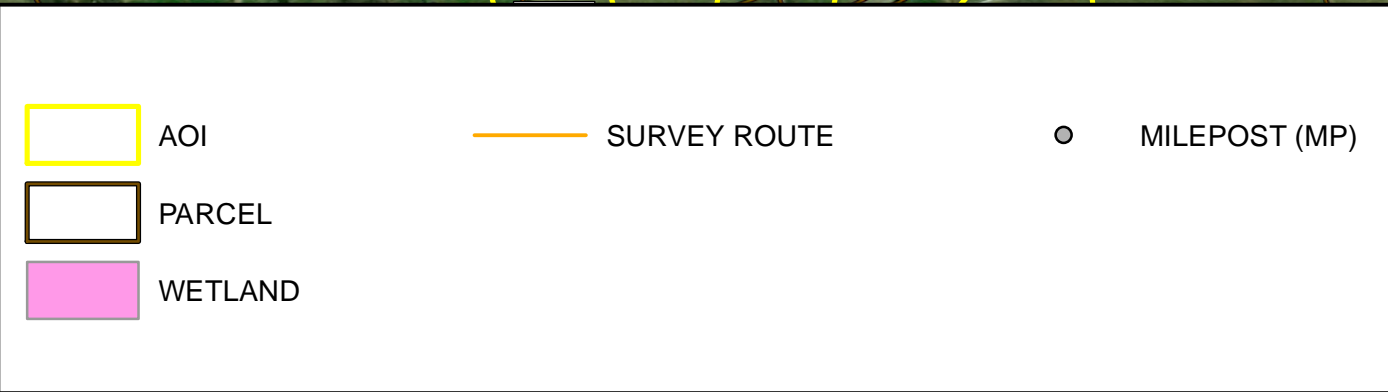 AOI
SURVEY ROUTE
MILEPOST (MP)
PARCEL
WETLAND